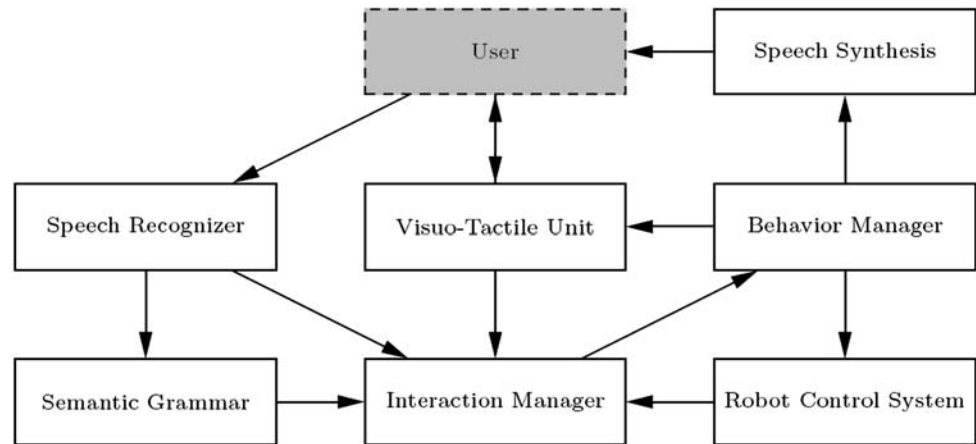 User
Speech Synthesis
Speech Recognizer
Visuo-Tactile Unit
Behavior Manager
Semantic Grammar
Interaction Manager
Robot Control System